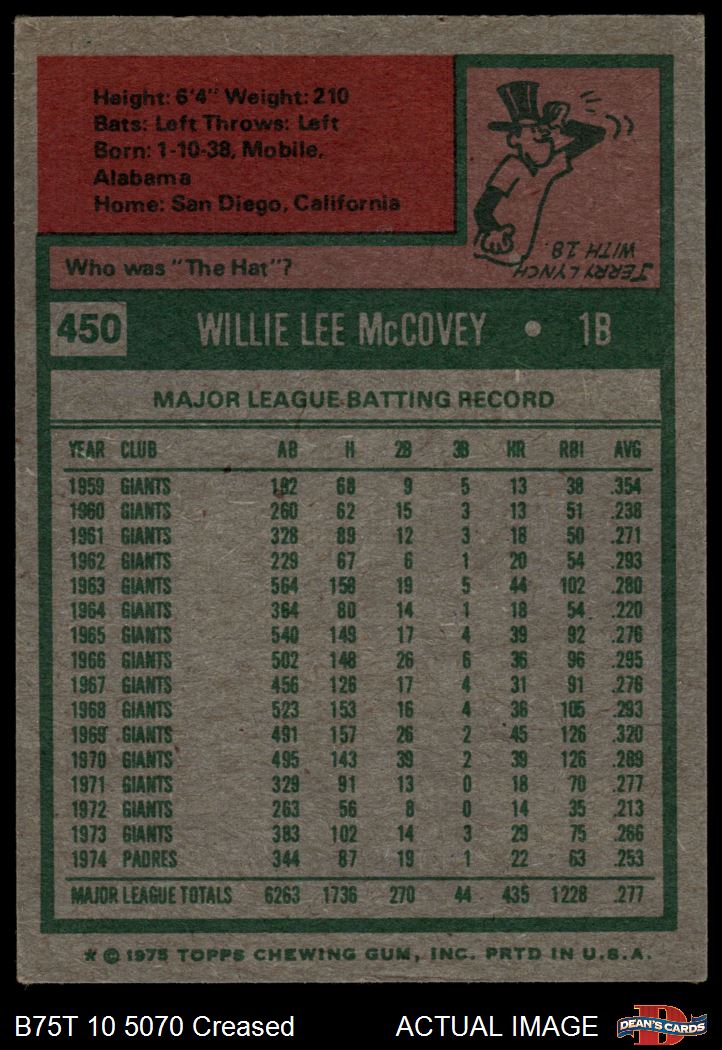 Height: 6'4" Weight: 210
Bats: Left Throws: Left
Born: 1-10-38, Mobile,
Alabama
Home: San Diego, California
Who was "The Hat"?
JERRY LYNCH
WITH 18.
450 WILLIE LEE McCOVEY • 1B
MAJOR LEAGUE BATTING RECORD
YEAR CLUB AB H 2B 3B HR RBI AVG
1959 GIANTS 192 68 9 5 13 38 .354
1960 GIANTS 260 62 15 3 13 51 .238
1961 GIANTS 328 89 12 3 18 50 .271
1962 GIANTS 229 67 6 1 20 54 .293
1963 GIANTS 564 158 19 5 44 102 .280
1964 GIANTS 364 80 14 1 18 54 .220
1965 GIANTS 540 149 17 4 39 92 .276
1966 GIANTS 502 148 26 6 36 96 .295
1967 GIANTS 456 126 17 4 31 91 .276
1968 GIANTS 523 153 16 4 36 105 .293
1969 GIANTS 491 157 26 2 45 126 .320
1970 GIANTS 495 143 39 2 39 126 .289
1971 GIANTS 329 91 13 0 18 70 .277
1972 GIANTS 263 56 8 0 14 35 .213
1973 GIANTS 383 102 14 3 29 75 .266
1974 PADRES 344 87 19 1 22 63 .253
MAJOR LEAGUE TOTALS 6263 1736 270 44 435 1228 .277
* © 1975 TOPPS CHEWING GUM, INC. PRTD IN U.S.A.
B75T 10 5070 Creased ACTUAL IMAGE DEAN'S CARDS